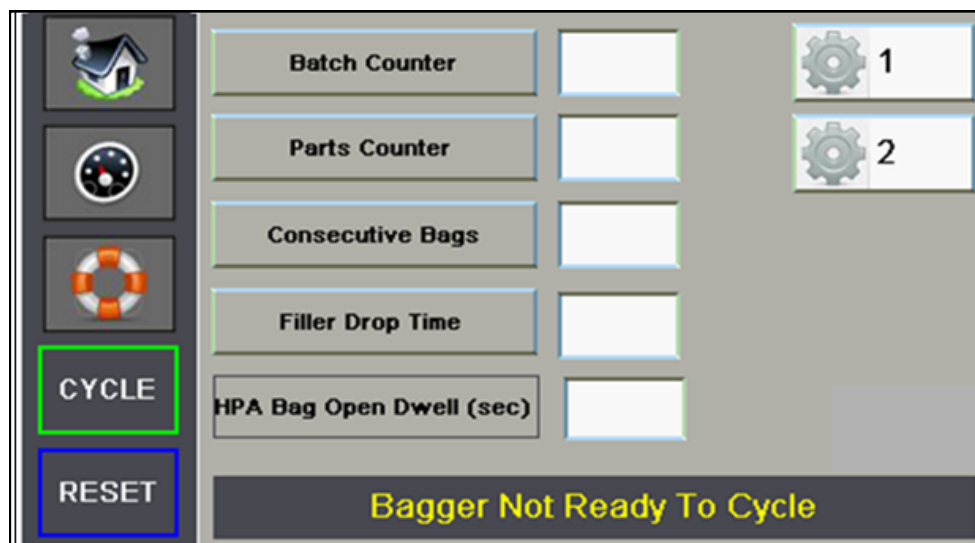 Batch Counter
1
Parts Counter
2
Consecutive Bags
Filler Drop Time
CYCLE
HPA Bag Open Dwell (sec)
RESET
Bagger Not Ready To Cycle